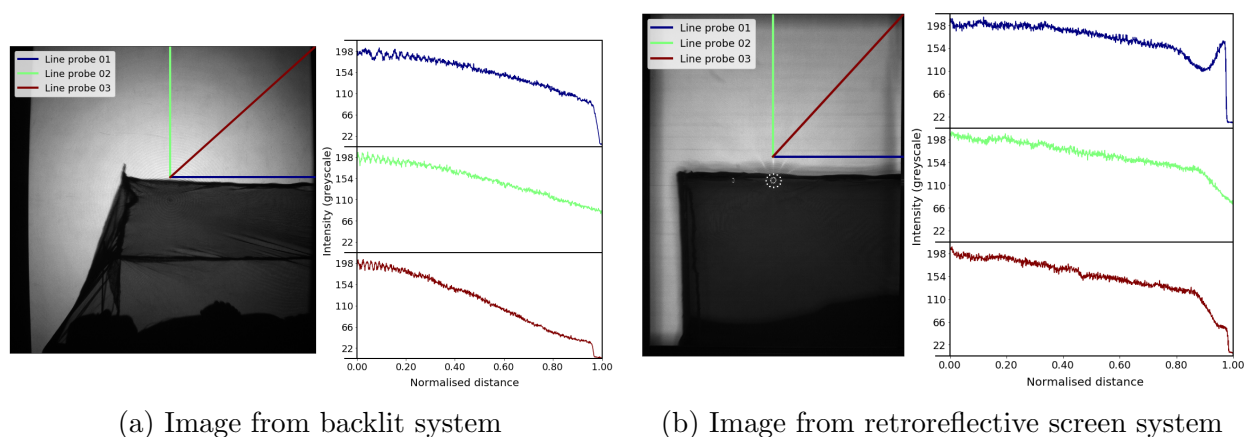 Line probe 01
Line probe 02
Line probe 03
198
154
110
66
22
198
154
110
66
22
198
154
110
66
22
Intensity (greyscale)
0.00 0.20 0.40 0.60 0.80 1.00
Normalised distance
(a) Image from backlit system
Line probe 01
Line probe 02
Line probe 03
198
154
110
66
22
198
154
110
66
22
198
154
110
66
22
Intensity (greyscale)
0.00 0.20 0.40 0.60 0.80 1.00
Normalised distance
(b) Image from retroreflective screen system